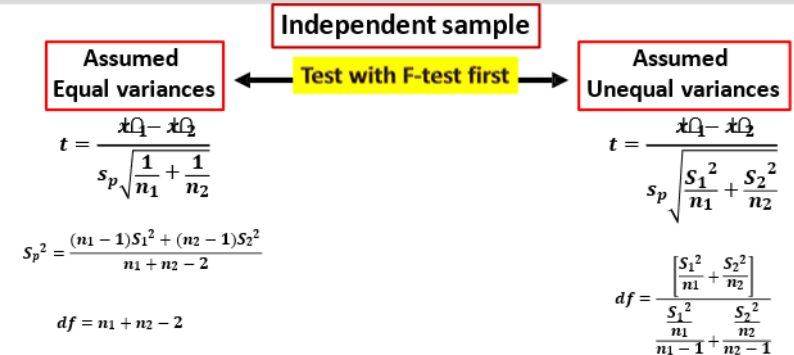 Independent sample
Assumed
Equal variances
Test with F-test first
Assumed
Unequal variances
t = / s_p √(1/n₁ + 1/n₂)
S_p² = ((n₁ − 1)S₁² + (n₂ − 1)S₂²) / (n₁ + n₂ − 2)
df = n₁ + n₂ − 2
t = / s_p √(S₁²/n₁ + S₂²/n₂)
df = [S₁²/n₁ + S₂²/n₂] / ((S₁²/n₁)/(n₁ − 1) + (S₂²/n₂)/(n₂ − 1))